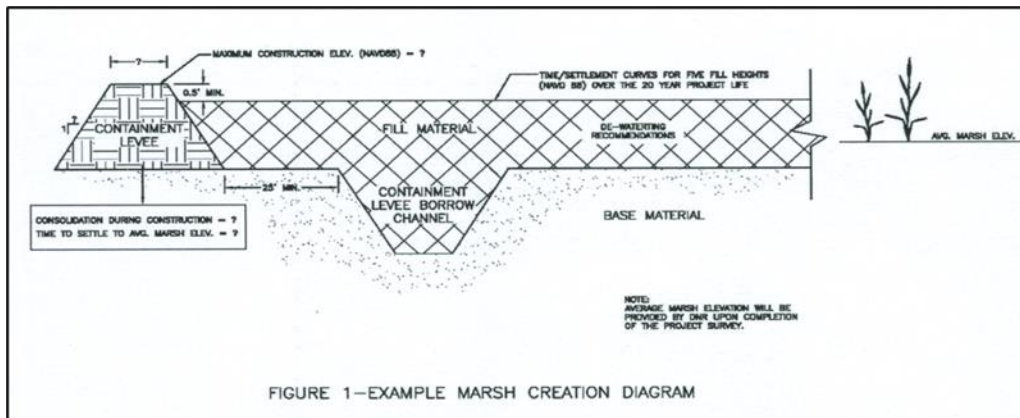 ?
MAXIMUM CONSTRUCTION ELEV. (NAVD88) - ?
0.5' MIN.
TIME/SETTLEMENT CURVES FOR FIVE FILL HEIGHTS
(NAVD 88) OVER THE 20 YEAR PROJECT LIFE
?
1
CONTAINMENT
LEVEE
FILL MATERIAL
DE-WATERTING
RECOMMENDATIONS
AVG. MARSH ELEV.
25' MIN.
CONTAINMENT
LEVEE BORROW
CHANNEL
BASE MATERIAL
CONSOLIDATION DURING CONSTRUCTION - ?
TIME TO SETTLE TO AVG. MARSH ELEV. - ?
NOTE:
AVERAGE MARSH ELEVATION WILL BE
PROVIDED BY DNR UPON COMPLETION
OF THE PROJECT SURVEY.
FIGURE 1-EXAMPLE MARSH CREATION DIAGRAM